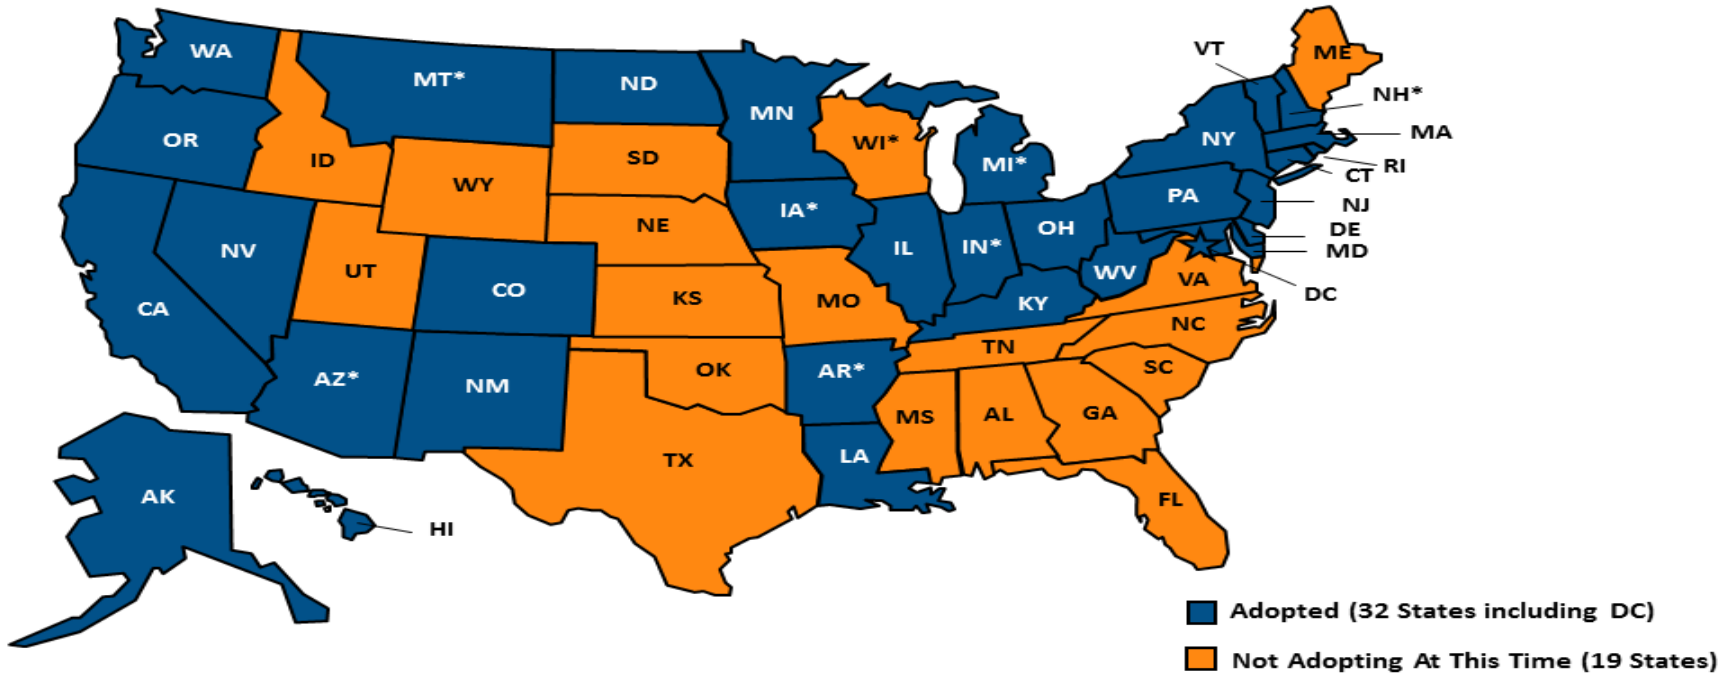 WA
MT*
ND
MN
VT
ME
NH*
MA
OR
ID
WY
SD
WI*
MI*
NY
RI
CT
PA
NJ
NV
UT
CO
NE
IA*
IL
IN*
OH
WV
DE
MD
VA
DC
CA
AZ*
NM
KS
MO
KY
NC
TN
SC
OK
AR*
MS
AL
GA
TX
LA
FL
AK
HI
Adopted (32 States including DC)
Not Adopting At This Time (19 States)